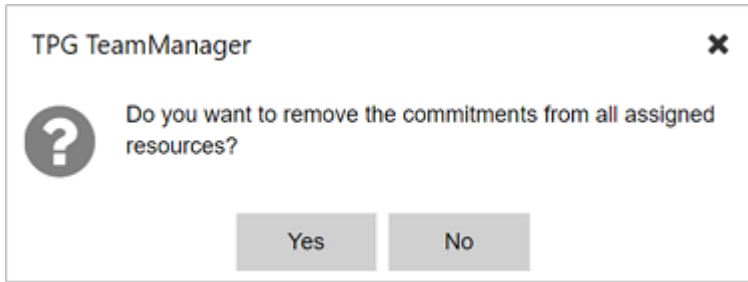 TPG TeamManager
Do you want to remove the commitments from all assigned
resources?
Yes
No